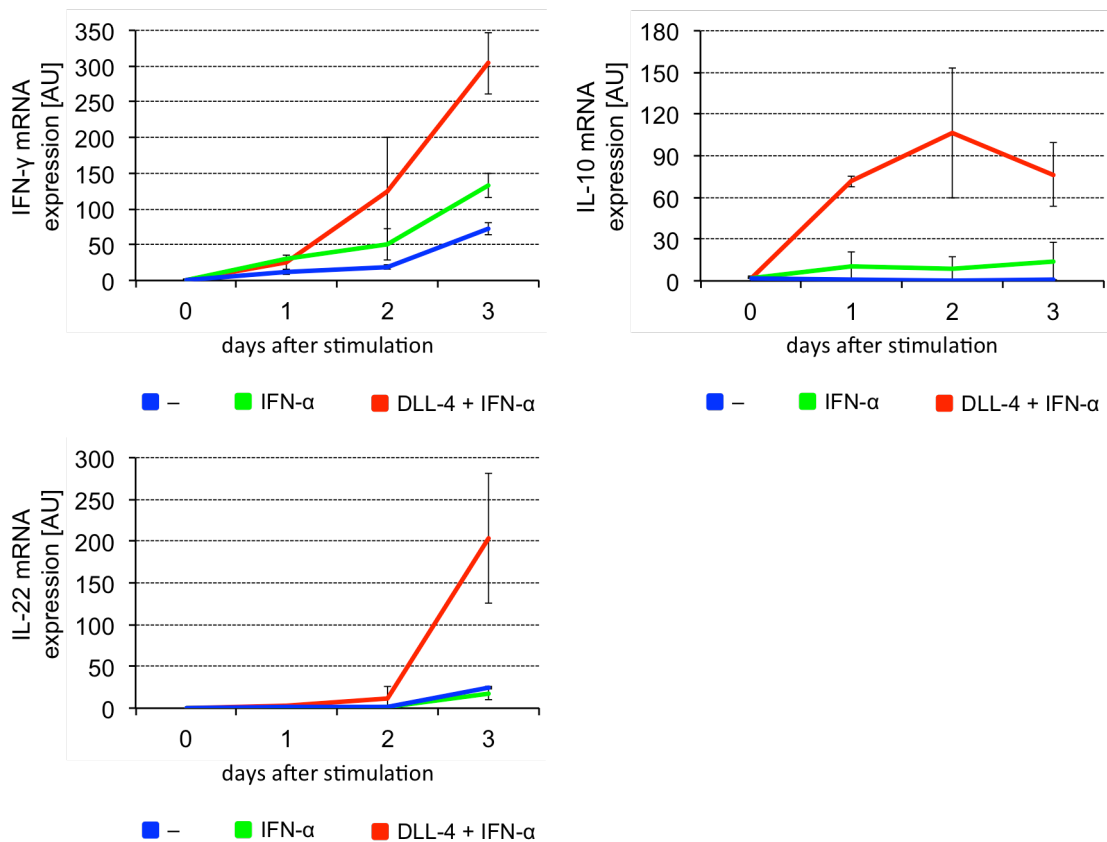 IFN-γ mRNA
expression [AU]
350
300
250
200
150
100
50
0
0 1 2 3
days after stimulation
– IFN-α DLL-4 + IFN-α
IL-10 mRNA
expression [AU]
180
150
120
90
60
30
0
0 1 2 3
days after stimulation
– IFN-α DLL-4 + IFN-α
IL-22 mRNA
expression [AU]
300
250
200
150
100
50
0
0 1 2 3
days after stimulation
– IFN-α DLL-4 + IFN-α